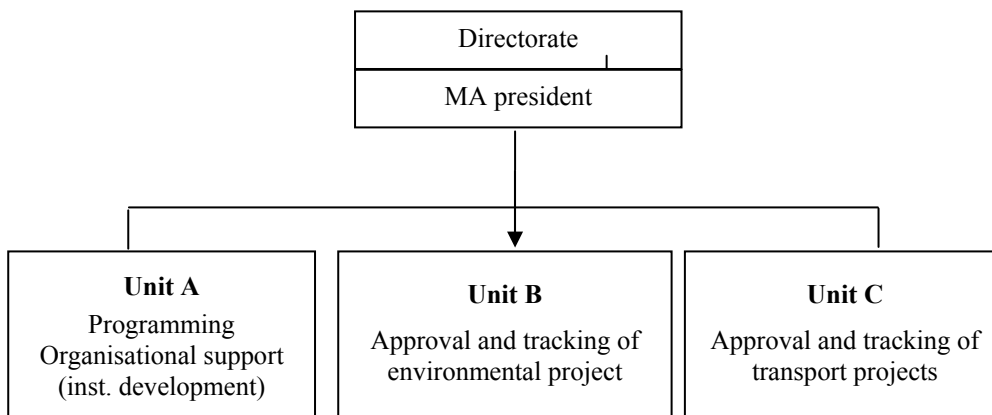 Directorate
MA president
Unit A
Programming
Organisational support
(inst. development)
Unit B
Approval and tracking of
environmental project
Unit C
Approval and tracking of
transport projects